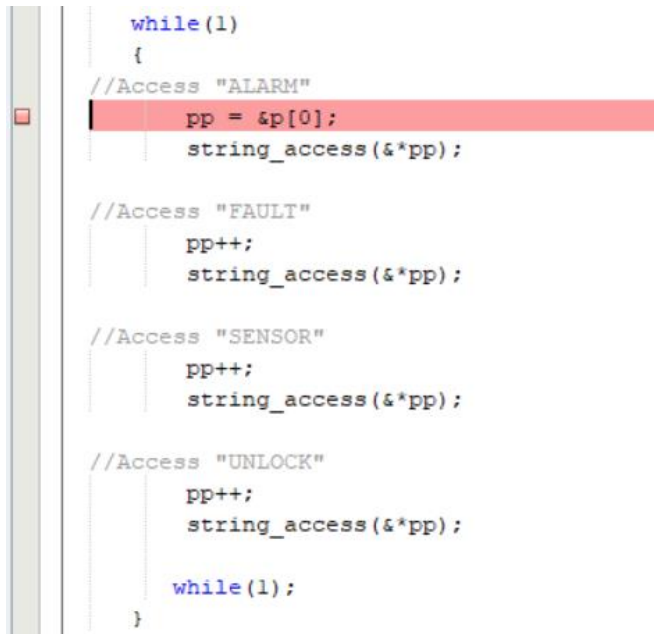 while(1)
{
//Access "ALARM"
pp = &p[0];
string_access(&*pp);
//Access "FAULT"
pp++;
string_access(&*pp);
//Access "SENSOR"
pp++;
string_access(&*pp);
//Access "UNLOCK"
pp++;
string_access(&*pp);
while(1);
}